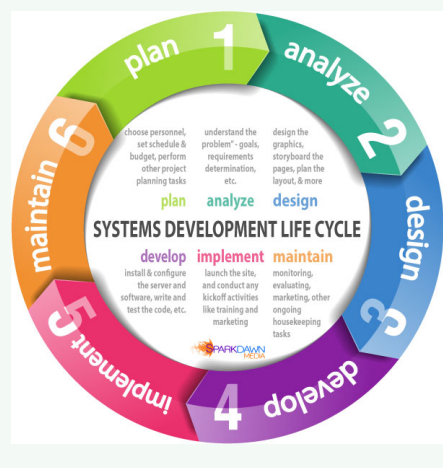 plan 1
analyze 2
design 3
develop 4
implement 5
maintain 6
choose personnel,
set schedule &
budget, perform
other project
planning tasks
plan
understand the
problem" - goals,
requirements
determination,
etc.
analyze
design the
graphics,
storyboard the
pages, plan the
layout, & more
design
SYSTEMS DEVELOPMENT LIFE CYCLE
develop
install & configure
the server and
software, write and
test the code, etc.
implement
launch the site,
and conduct any
kickoff activities
like training and
marketing
maintain
monitoring,
evaluating,
marketing, other
ongoing
housekeeping
tasks
SPARKDAWN
MEDIA